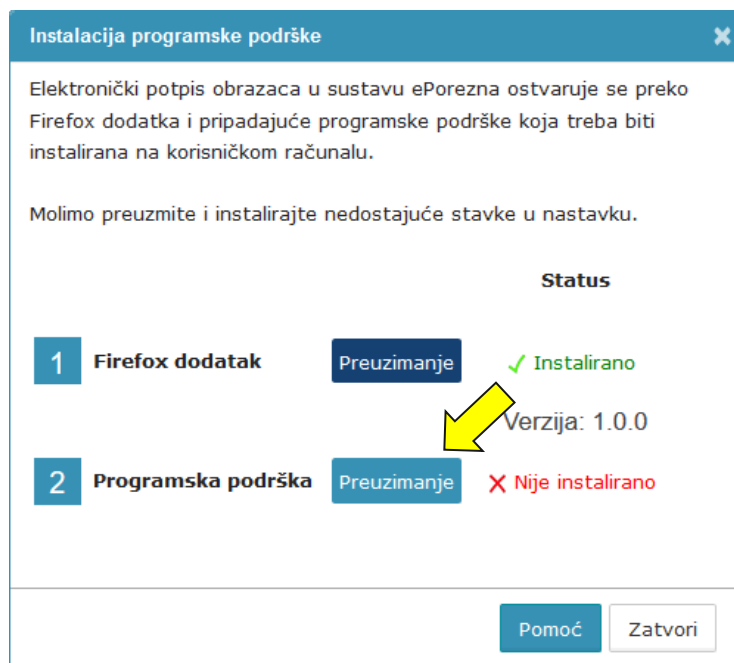 Instalacija programske podrške
Elektronički potpis obrazaca u sustavu ePorezna ostvaruje se preko
Firefox dodatka i pripadajuće programske podrške koja treba biti
instalirana na korisničkom računalu.
Molimo preuzmite i instalirajte nedostajuće stavke u nastavku.
Status
1 Firefox dodatak Preuzimanje Instalirano
Verzija: 1.0.0
2 Programska podrška Preuzimanje Nije instalirano
Pomoć Zatvori